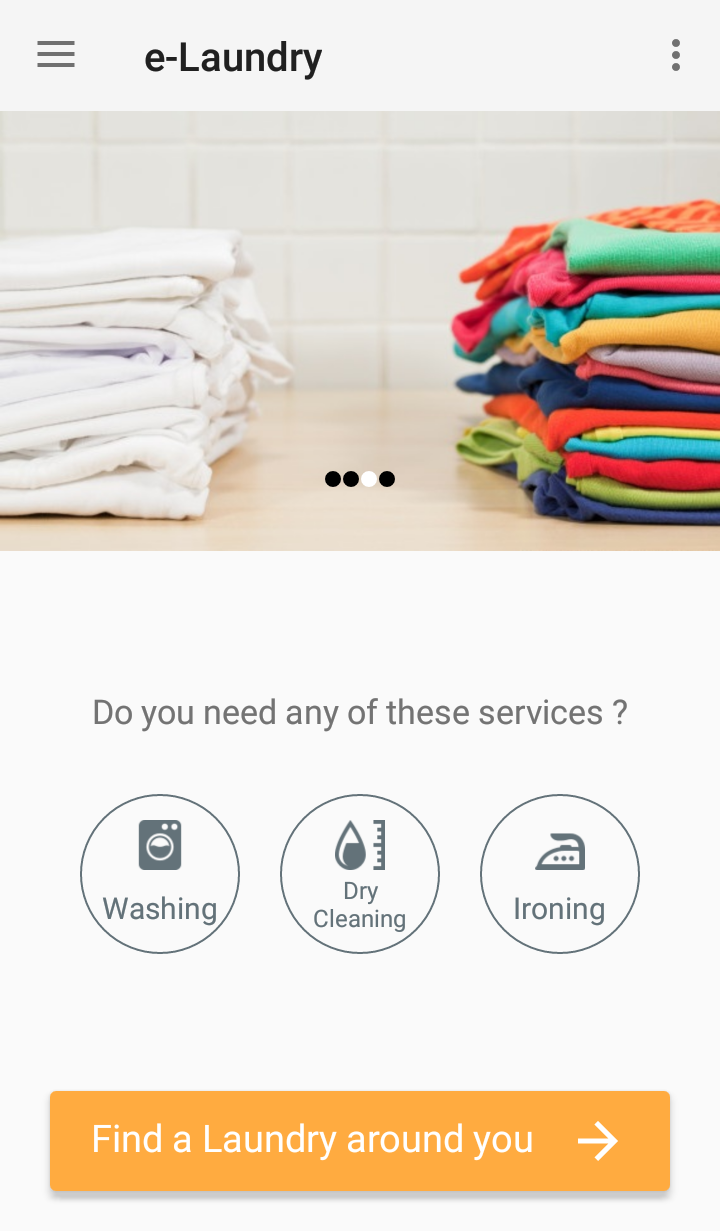 e-Laundry
Do you need any of these services ?
Washing
Dry
Cleaning
Ironing
Find a Laundry around you